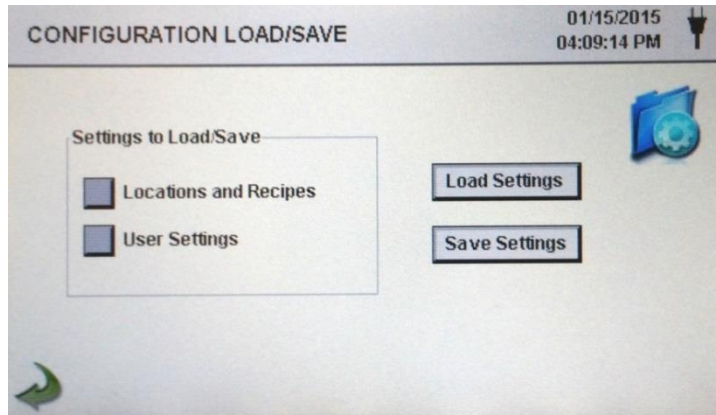 CONFIGURATION LOAD/SAVE
01/15/2015
04:09:14 PM
Settings to Load/Save
Locations and Recipes
User Settings
Load Settings
Save Settings